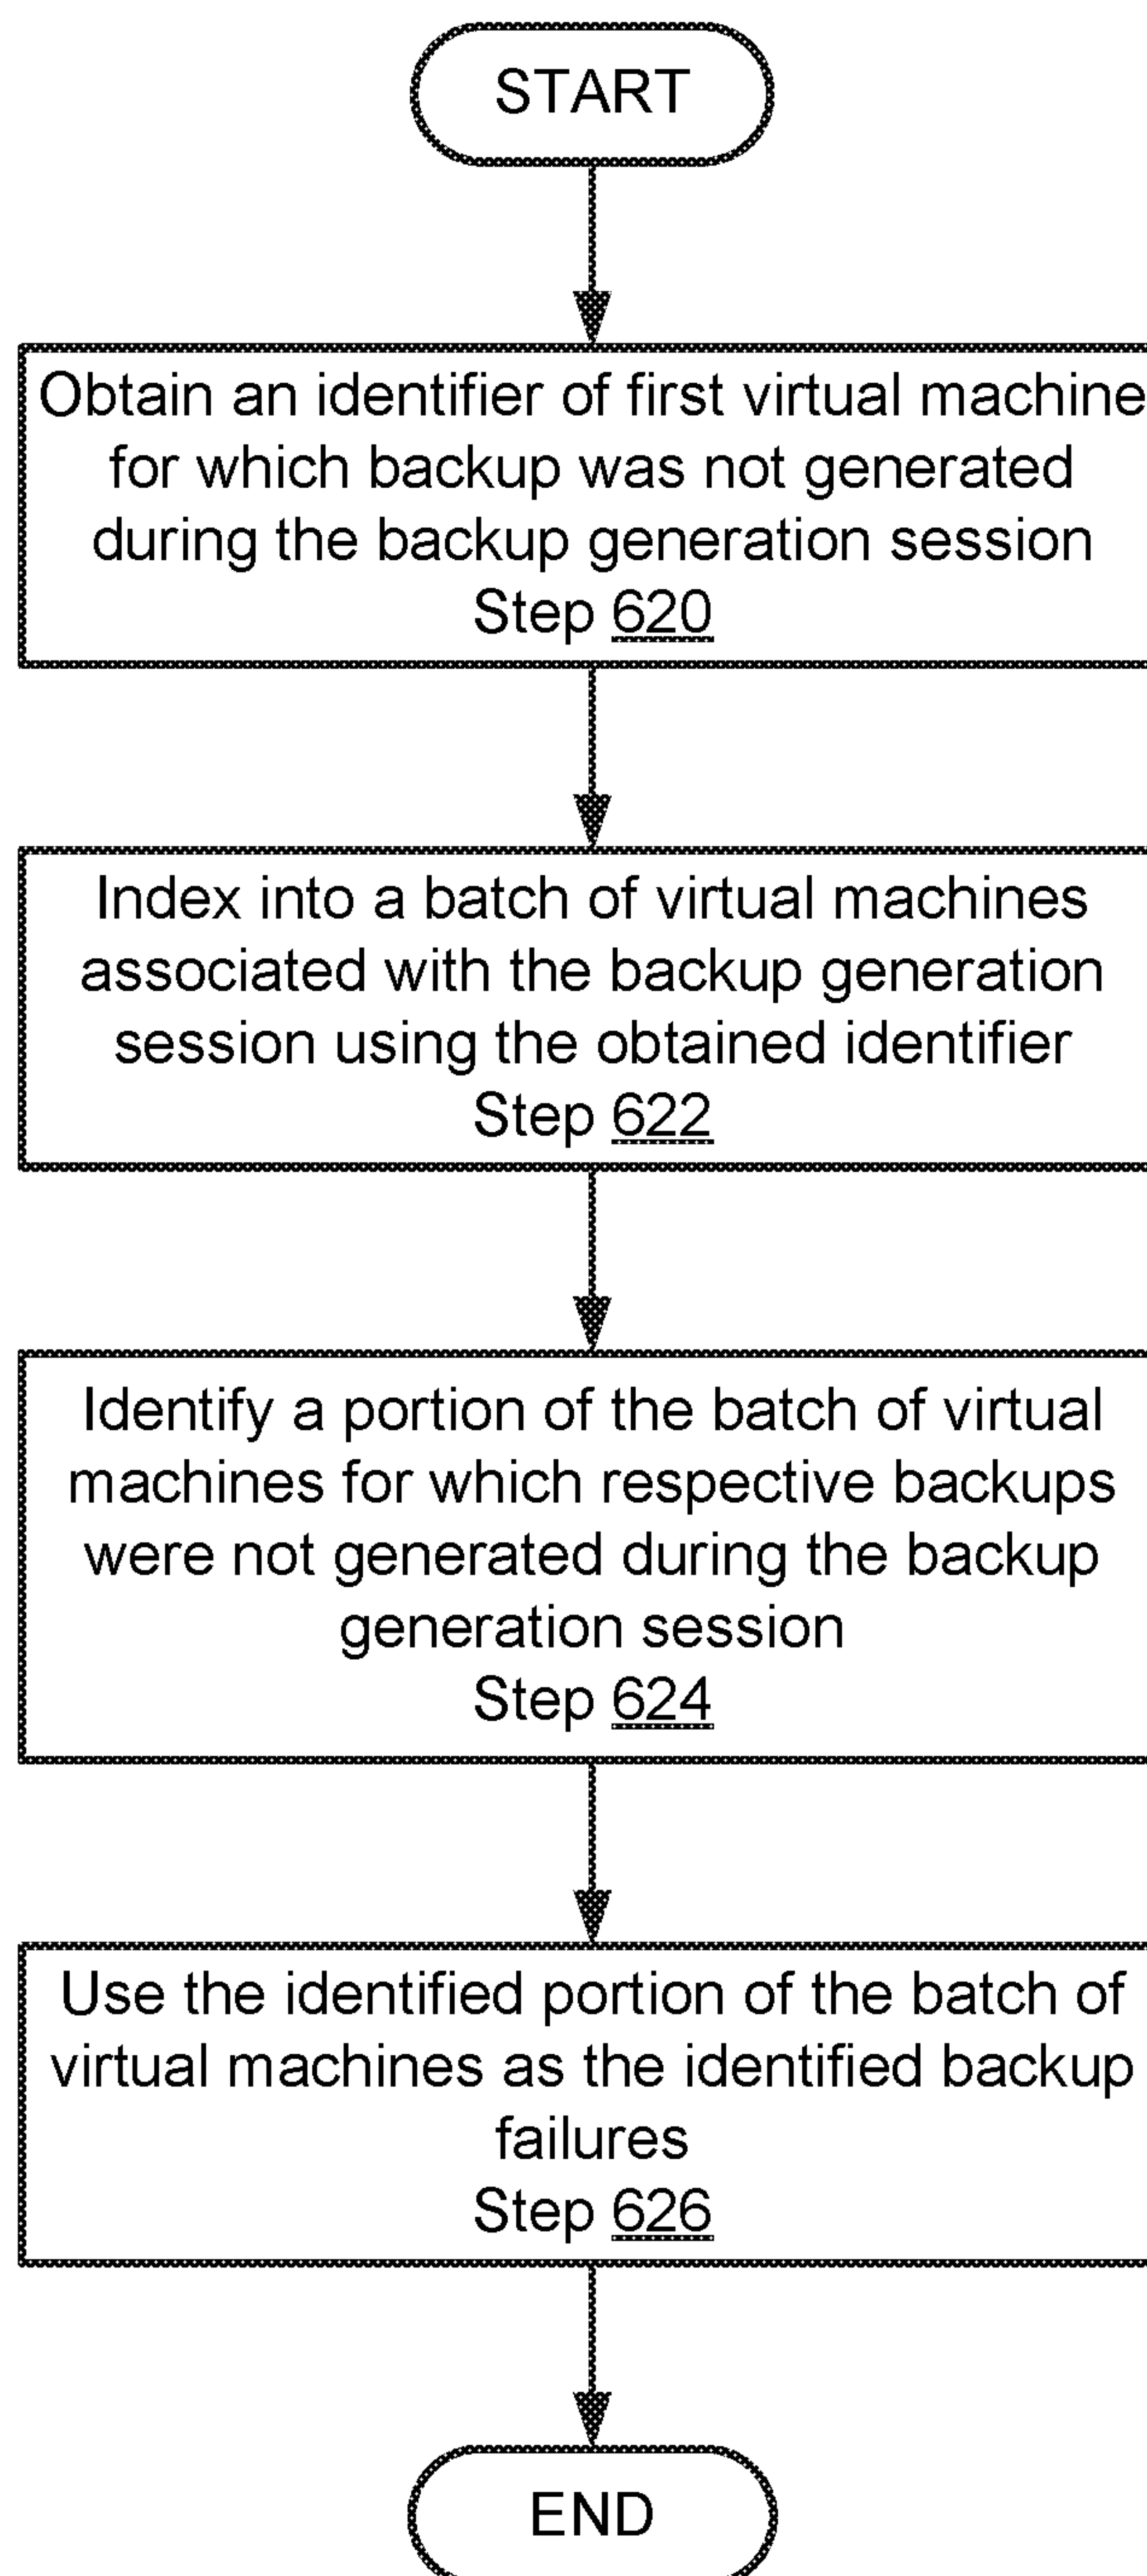 START
Obtain an identifier of first virtual machine
for which backup was not generated
during the backup generation session
Step 620
Index into a batch of virtual machines
associated with the backup generation
session using the obtained identifier
Step 622
Identify a portion of the batch of virtual
machines for which respective backups
were not generated during the backup
generation session
Step 624
Use the identified portion of the batch of
virtual machines as the identified backup
failures
Step 626
END